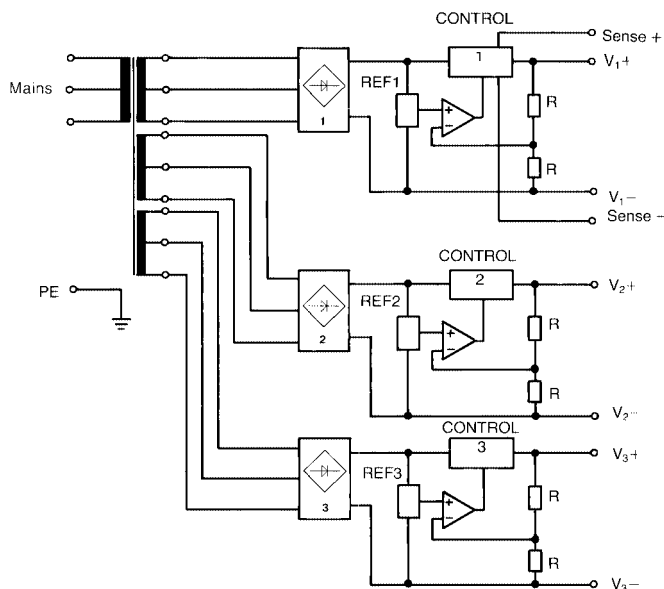 CONTROL
Sense +
1
V₁+
Mains
REF1
+
R
−
1
R
V₁−
Sense +
CONTROL
PE
2
V₂+
REF2
+
R
−
2
R
V₂−
CONTROL
3
V₃+
REF3
+
R
−
3
R
V₃−